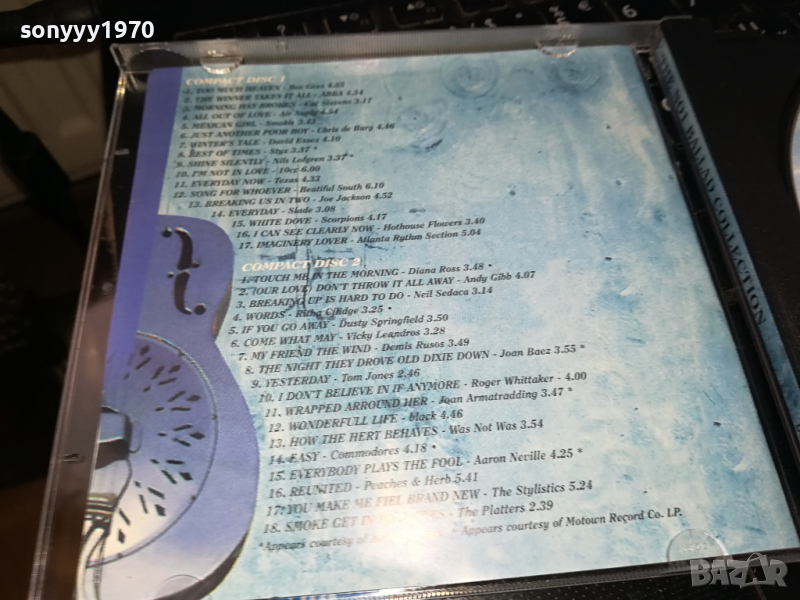 sonyyy1970
COMPACT DISC 1
1. TOO MUCH HEAVEN - Bee Gees 4.55
2. THE WINNER TAKES IT ALL - ABBA 4.54
3. MORNING HAS BROKEN - Cat Stevens 3.17
4. ALL OUT OF LOVE - Air Suply 4.54
5. MEXICAN GIRL - Smokie 3.43
6. JUST ANOTHER POOR BOY - Chris de Burg 4.46
7. WINTER'S TALE - David Essex 4.10
8. BEST OF TIMES - Styx 3.37 *
9. SHINE SILENTLY - Nils Lofgren 3.37 *
10. I'M NOT IN LOVE - 10cc 6.00
11. EVERYDAY NOW - Texas 4.33
12. SONG FOR WHOEVER - Beatiful South 6.10
13. BREAKING US IN TWO - Joe Jackson 4.52
14. EVERYDAY - Slade 3.08
15. WHITE DOVE - Scorpions 4.17
16. I CAN SEE CLEARLY NOW - Hothouse Flowers 3.40
17. IMAGINERY LOVER - Atlanta Rythm Section 5.04
COMPACT DISC 2
1. TOUCH ME IN THE MORNING - Diana Ross 3.48 •
2. (OUR LOVE) DON'T THROW IT ALL AWAY - Andy Gibb 4.07
3. BREAKING UP IS HARD TO DO - Neil Sedaca 3.14
4. WORDS - Ritha Clidge 3.25 •
5. IF YOU GO AWAY - Dusty Springfield 3.50
6. COME WHAT MAY - Vicky Leandros 3.28
7. MY FRIEND THE WIND - Demis Rusos 3.49
8. THE NIGHT THEY DROVE OLD DIXIE DOWN - Joan Baez 3.55 *
9. YESTERDAY - Tom Jones 2.46
10. I DON'T BELIEVE IN IF ANYMORE - Roger Whittaker - 4.00
11. WRAPPED ARROUND HER - Joan Armatradding 3.47 *
12. WONDERFULL LIFE - black 4.46
13. HOW THE HERT BEHAVES - Was Not Was 3.54
14. EASY - Commodores 4.18 •
15. EVERYBODY PLAYS THE FOOL - Aaron Neville 4.25 *
16. REUNITED - Peaches & Herb 5.41
17. YOU MAKE ME FIEL BRAND NEW - The Stylistics 5.24
18. SMOKE GET IN - The Platters 2.39
*Appears courtesy of • Appears courtesy of Motown Record Co. LP.
NO1 BALLAD COLLECTION
BAZAR